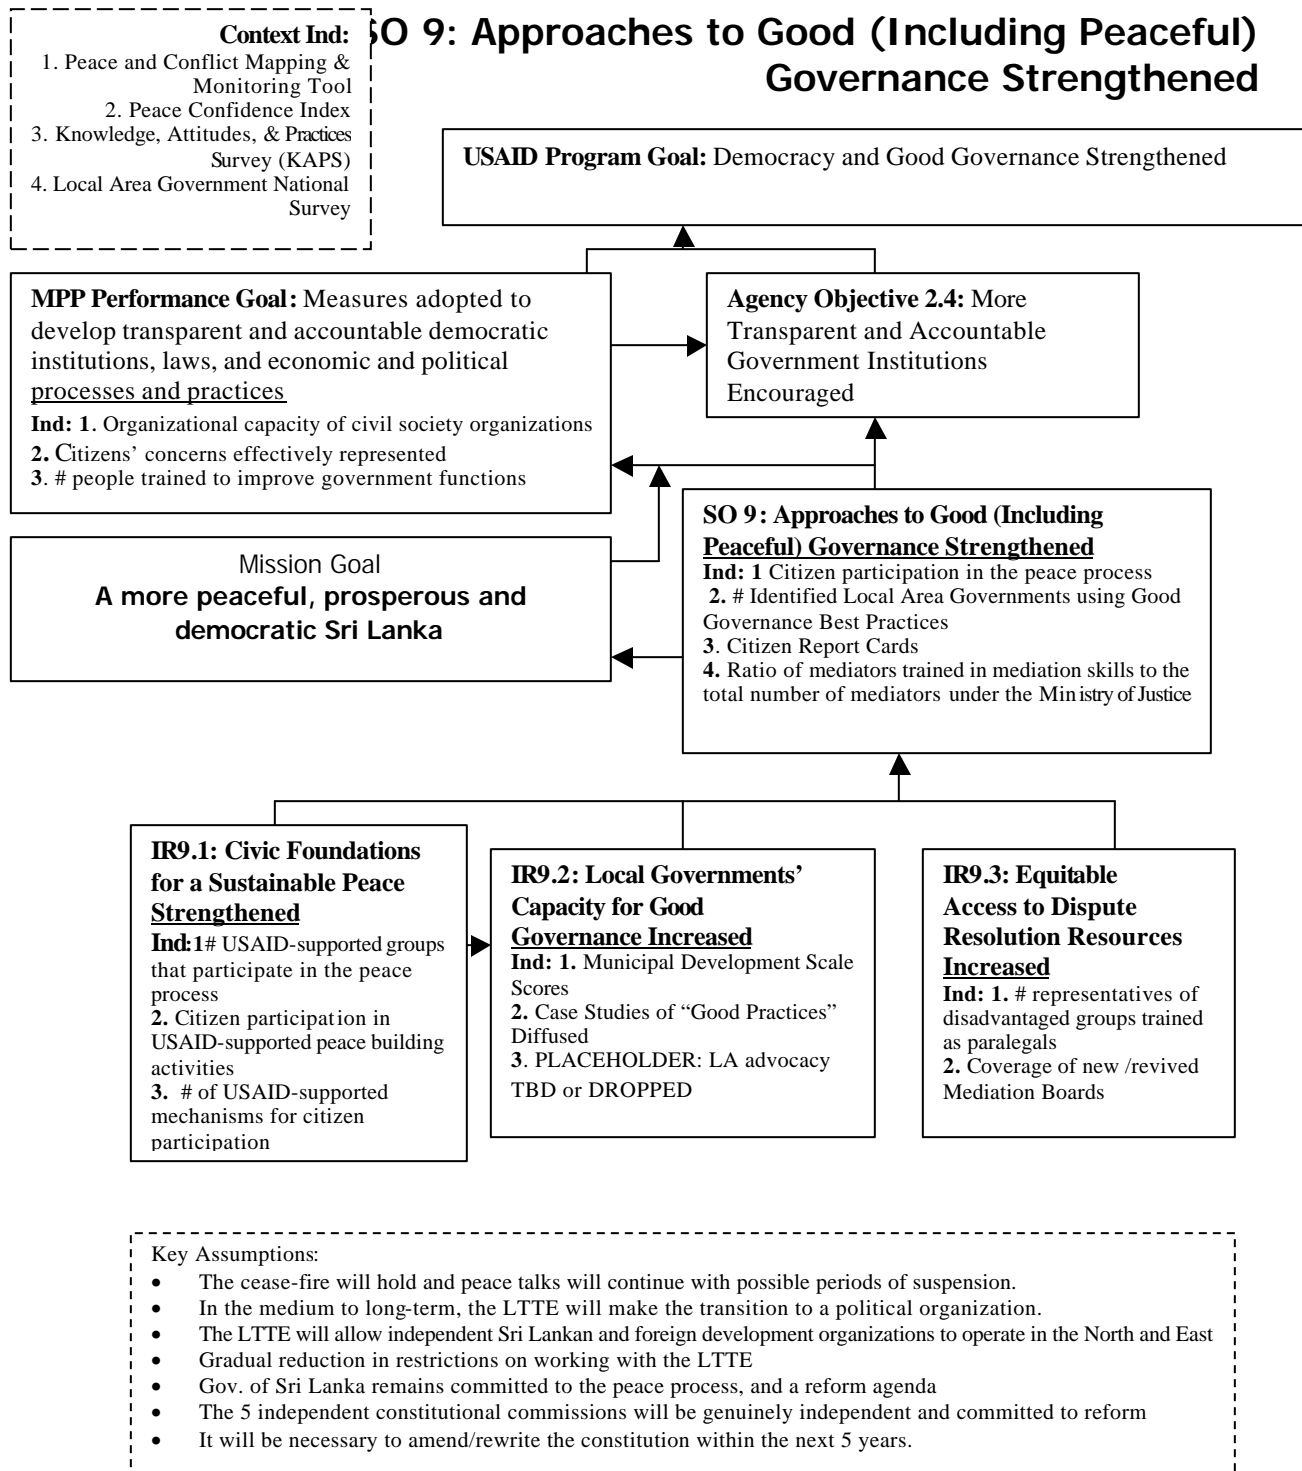 Context Ind:
1. Peace and Conflict Mapping &
Monitoring Tool
2. Peace Confidence Index
3. Knowledge, Attitudes, & Practices
Survey (KAPS)
4. Local Area Government National
Survey
SO 9: Approaches to Good (Including Peaceful)
Governance Strengthened
USAID Program Goal: Democracy and Good Governance Strengthened
MPP Performance Goal: Measures adopted to
develop transparent and accountable democratic
institutions, laws, and economic and political
processes and practices
Ind: 1. Organizational capacity of civil society organizations
2. Citizens’ concerns effectively represented
3. # people trained to improve government functions
Agency Objective 2.4: More
Transparent and Accountable
Government Institutions
Encouraged
Mission Goal
A more peaceful, prosperous and
democratic Sri Lanka
SO 9: Approaches to Good (Including
Peaceful) Governance Strengthened
Ind: 1 Citizen participation in the peace process
2. # Identified Local Area Governments using Good
Governance Best Practices
3. Citizen Report Cards
4. Ratio of mediators trained in mediation skills to the
total number of mediators under the Ministry of Justice
IR9.1: Civic Foundations
for a Sustainable Peace
Strengthened
Ind:1# USAID-supported groups
that participate in the peace
process
2. Citizen participation in
USAID-supported peace building
activities
3. # of USAID-supported
mechanisms for citizen
participation
IR9.2: Local Governments’
Capacity for Good
Governance Increased
Ind: 1. Municipal Development Scale
Scores
2. Case Studies of “Good Practices”
Diffused
3. PLACEHOLDER: LA advocacy
TBD or DROPPED
IR9.3: Equitable
Access to Dispute
Resolution Resources
Increased
Ind: 1. # representatives of
disadvantaged groups trained
as paralegals
2. Coverage of new /revived
Mediation Boards
Key Assumptions:
• The cease-fire will hold and peace talks will continue with possible periods of suspension.
• In the medium to long-term, the LTTE will make the transition to a political organization.
• The LTTE will allow independent Sri Lankan and foreign development organizations to operate in the North and East
• Gradual reduction in restrictions on working with the LTTE
• Gov. of Sri Lanka remains committed to the peace process, and a reform agenda
• The 5 independent constitutional commissions will be genuinely independent and committed to reform
• It will be necessary to amend/rewrite the constitution within the next 5 years.